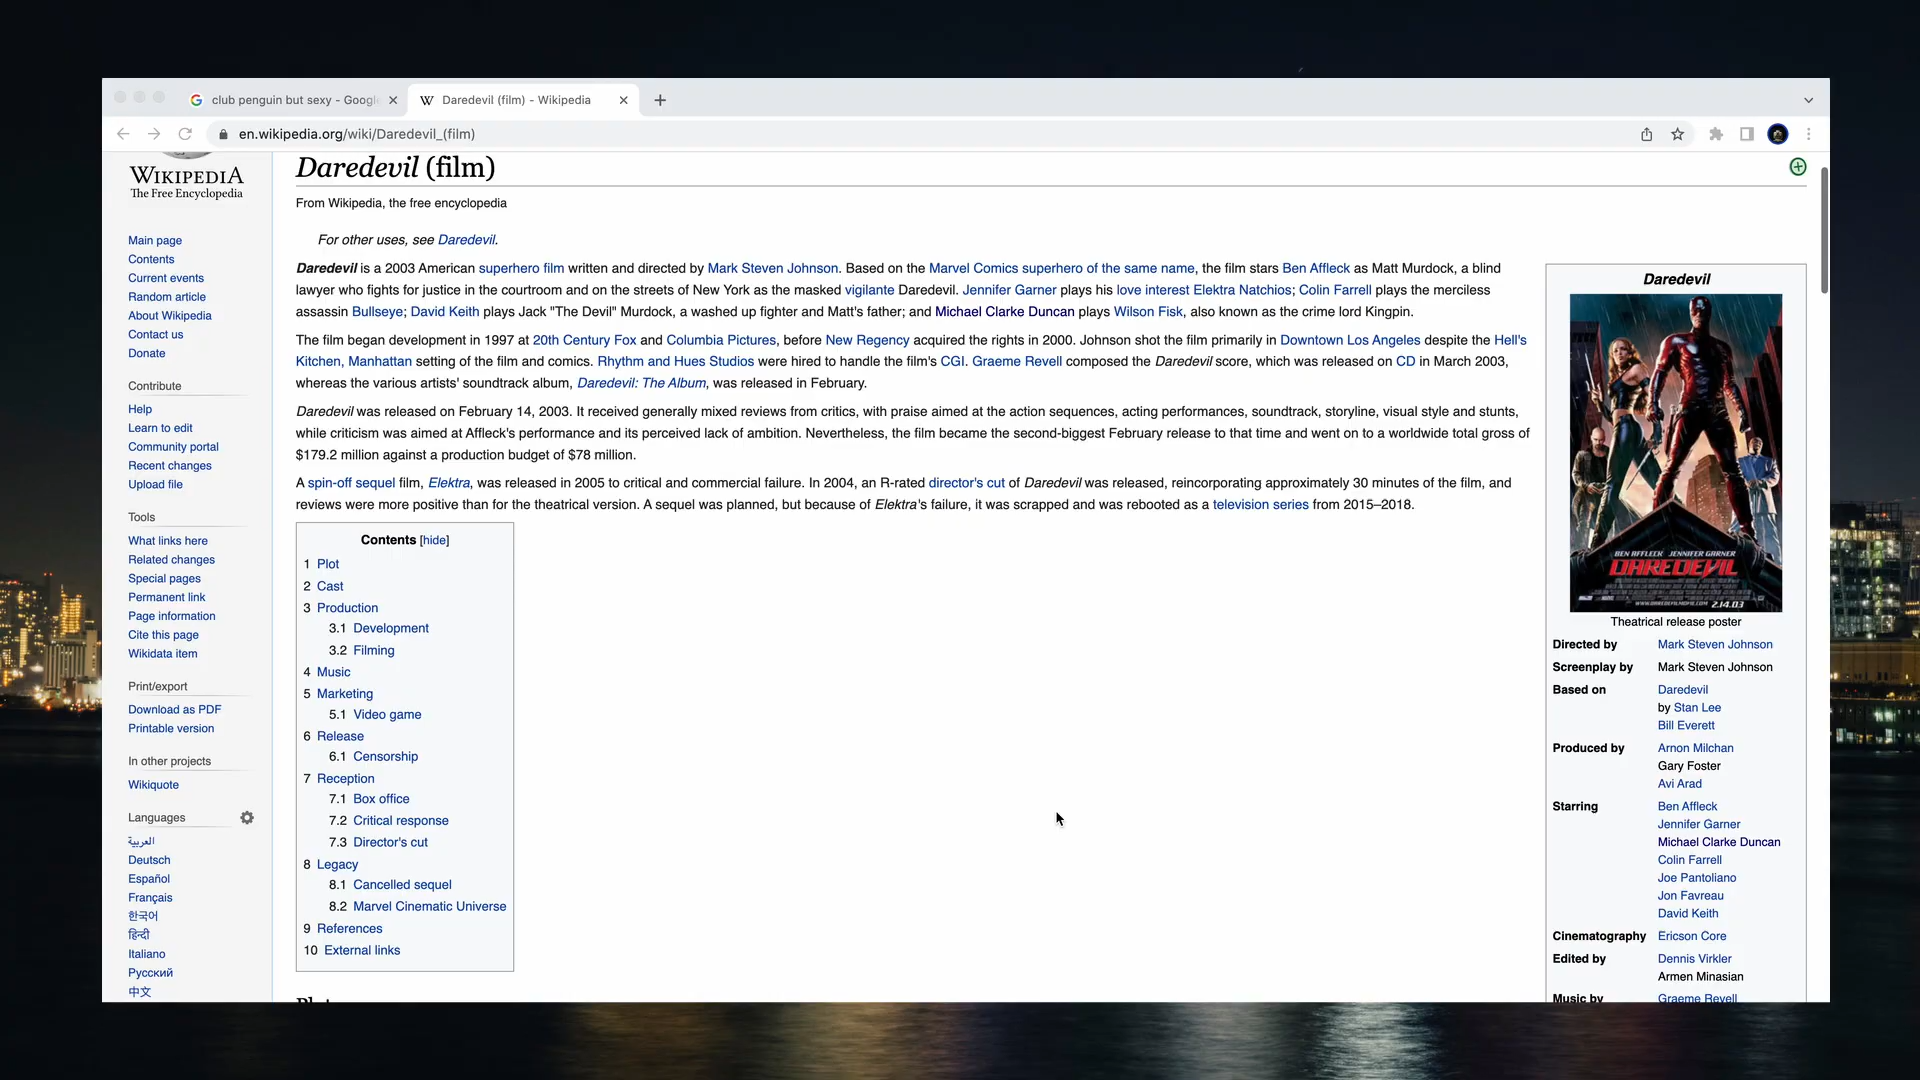 club penguin but sexy - Googl
Daredevil (film) - Wikipedia
en.wikipedia.org/wiki/Daredevil_(film)
WIKIPEDIA
The Free Encyclopedia
Main page
Contents
Current events
Random article
About Wikipedia
Contact us
Donate
Contribute
Help
Learn to edit
Community portal
Recent changes
Upload file
Tools
What links here
Related changes
Special pages
Permanent link
Page information
Cite this page
Wikidata item
Print/export
Download as PDF
Printable version
In other projects
Wikiquote
Languages
العربية
Deutsch
Español
Français
한국어
हिन्दी
Italiano
Русский
中文
Daredevil (film)
From Wikipedia, the free encyclopedia
For other uses, see Daredevil.
Daredevil is a 2003 American superhero film written and directed by Mark Steven Johnson. Based on the Marvel Comics superhero of the same name, the film stars Ben Affleck as Matt Murdock, a blind
lawyer who fights for justice in the courtroom and on the streets of New York as the masked vigilante Daredevil. Jennifer Garner plays his love interest Elektra Natchios; Colin Farrell plays the merciless
assassin Bullseye; David Keith plays Jack "The Devil" Murdock, a washed up fighter and Matt's father; and Michael Clarke Duncan plays Wilson Fisk, also known as the crime lord Kingpin.
The film began development in 1997 at 20th Century Fox and Columbia Pictures, before New Regency acquired the rights in 2000. Johnson shot the film primarily in Downtown Los Angeles despite the Hell's
Kitchen, Manhattan setting of the film and comics. Rhythm and Hues Studios were hired to handle the film's CGI. Graeme Revell composed the Daredevil score, which was released on CD in March 2003,
whereas the various artists' soundtrack album, Daredevil: The Album, was released in February.
Daredevil was released on February 14, 2003. It received generally mixed reviews from critics, with praise aimed at the action sequences, acting performances, soundtrack, storyline, visual style and stunts,
while criticism was aimed at Affleck's performance and its perceived lack of ambition. Nevertheless, the film became the second-biggest February release to that time and went on to a worldwide total gross of
$179.2 million against a production budget of $78 million.
A spin-off sequel film, Elektra, was released in 2005 to critical and commercial failure. In 2004, an R-rated director's cut of Daredevil was released, reincorporating approximately 30 minutes of the film, and
reviews were more positive than for the theatrical version. A sequel was planned, but because of Elektra's failure, it was scrapped and was rebooted as a television series from 2015–2018.
Contents [hide]
1 Plot
2 Cast
3 Production
3.1 Development
3.2 Filming
4 Music
5 Marketing
5.1 Video game
6 Release
6.1 Censorship
7 Reception
7.1 Box office
7.2 Critical response
7.3 Director's cut
8 Legacy
8.1 Cancelled sequel
8.2 Marvel Cinematic Universe
9 References
10 External links
Plot
Daredevil
BEN AFFLECK JENNIFER GARNER
DAREDEVIL
WWW.DAREDEVILMOVIE.COM 2.14.03
Theatrical release poster
Directed by Mark Steven Johnson
Screenplay by Mark Steven Johnson
Based on Daredevil
by Stan Lee
Bill Everett
Produced by Arnon Milchan
Gary Foster
Avi Arad
Starring Ben Affleck
Jennifer Garner
Michael Clarke Duncan
Colin Farrell
Joe Pantoliano
Jon Favreau
David Keith
Cinematography Ericson Core
Edited by Dennis Virkler
Armen Minasian
Music by Graeme Revell